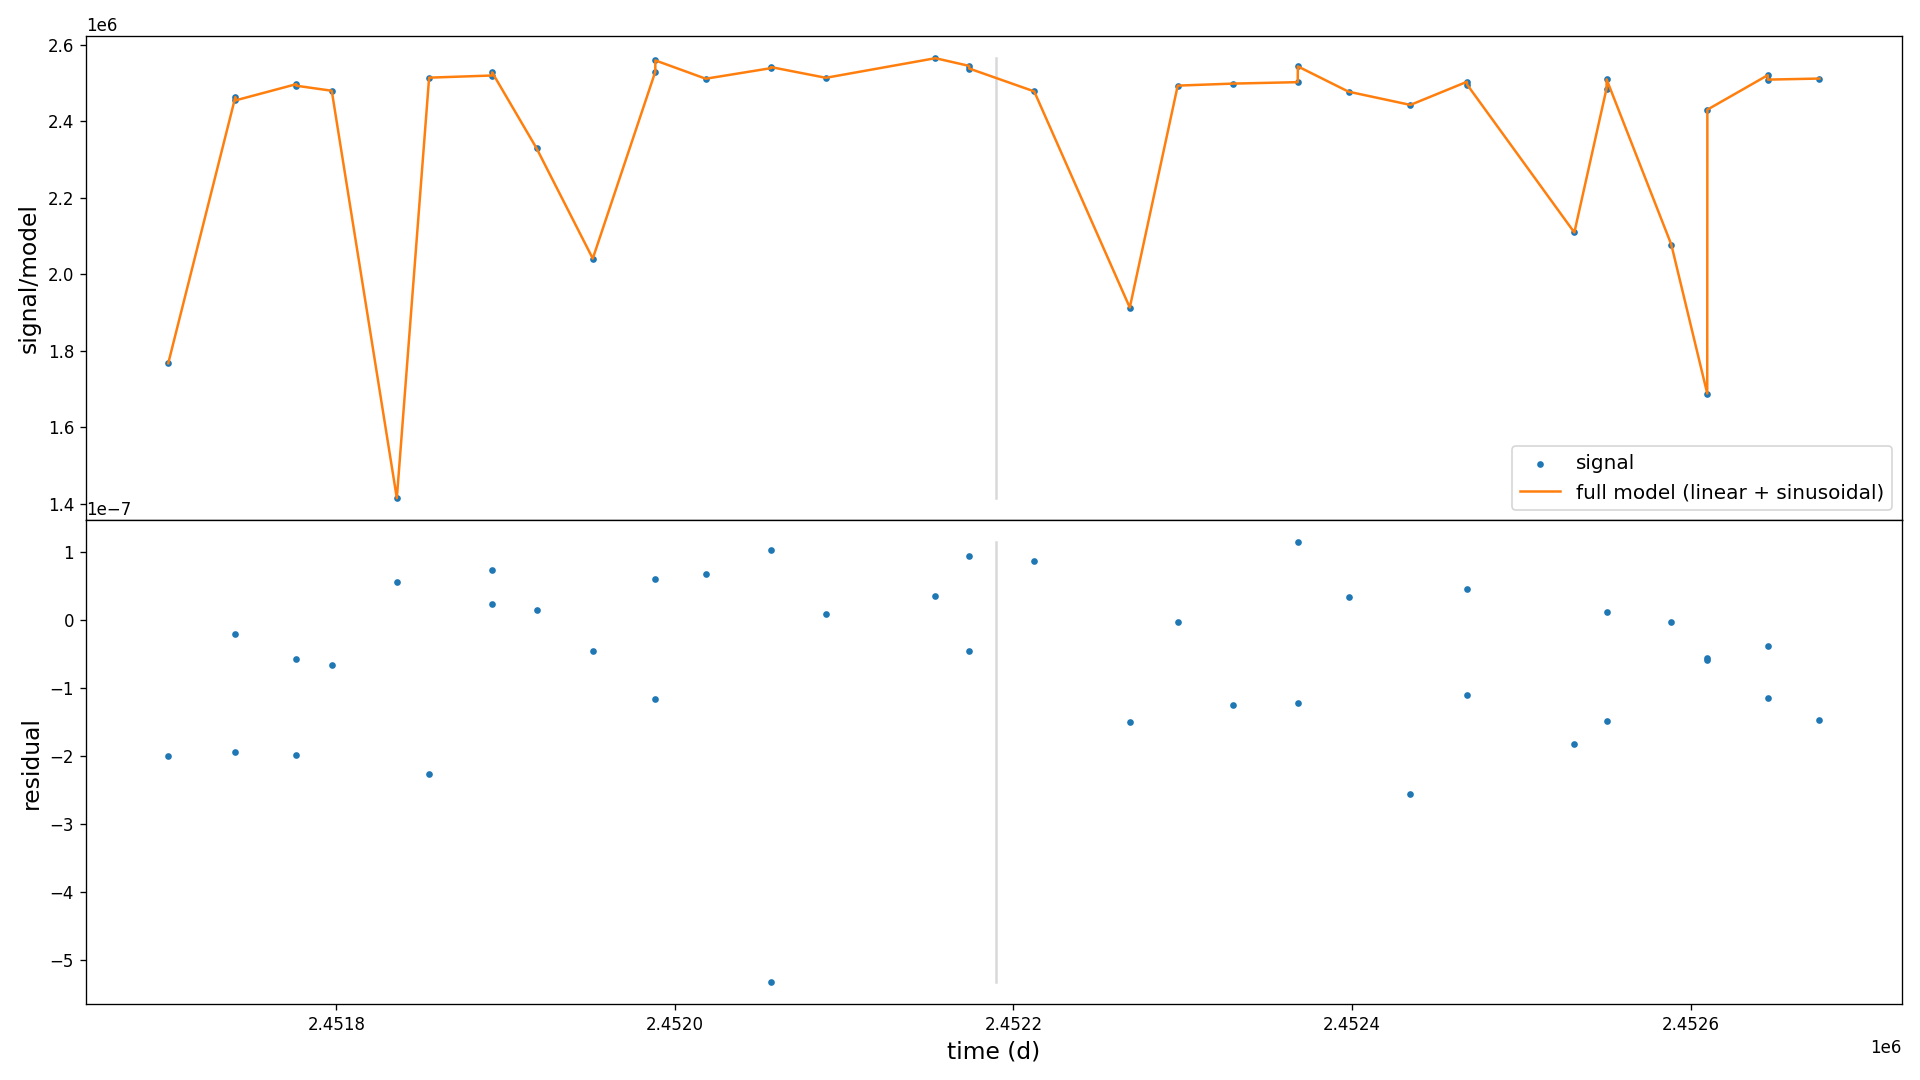 1e6
2.6
2.4
2.2
2.0
1.8
1.6
1.4
signal/model
signal
full model (linear + sinusoidal)
1e−7
1
0
−1
−2
−3
−4
−5
residual
2.4518
2.4520
2.4522
2.4524
2.4526
time (d)
1e6